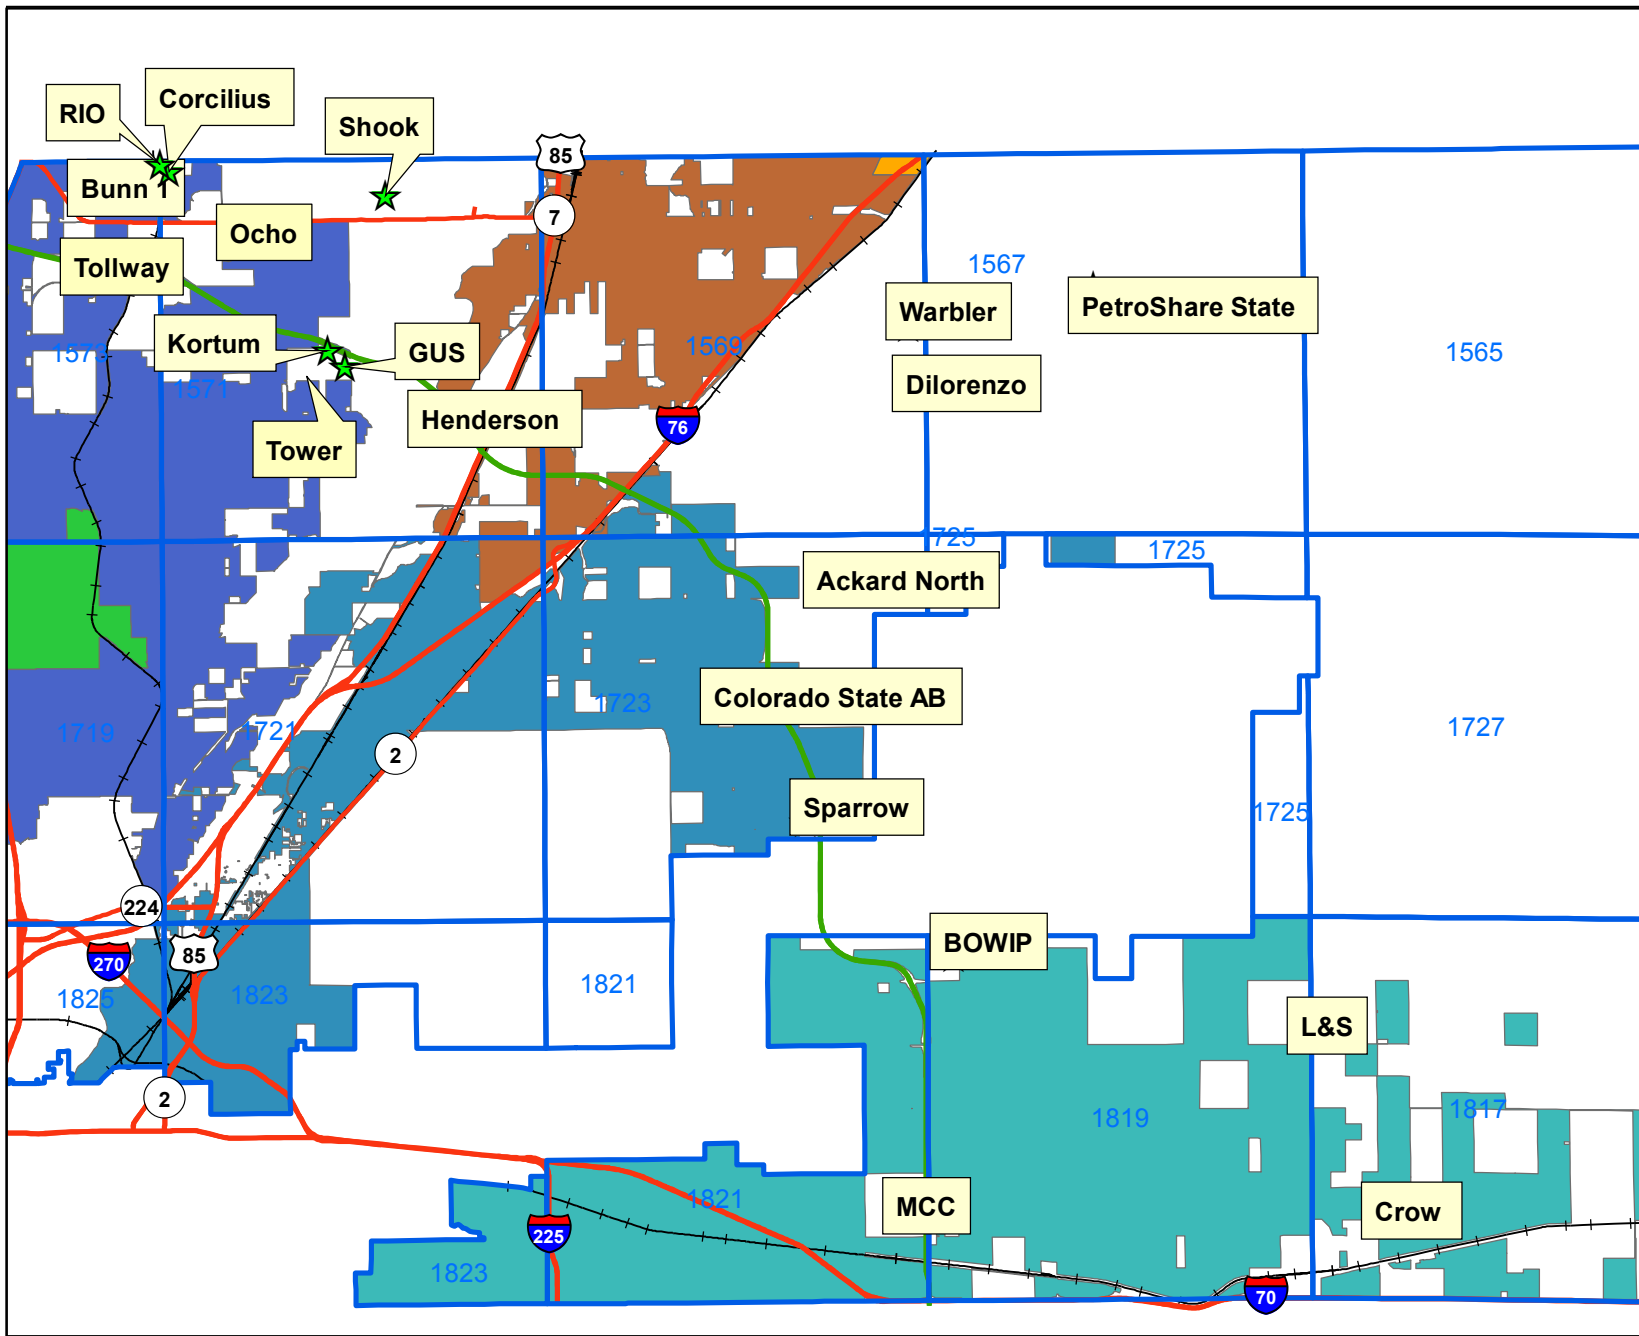 Corcilius
RIO
Shook
85
Bunn 1
7
Ocho
Tollway
1567
Warbler
PetroShare State
Kortum
GUS
1573
1569
1565
1571
Dilorenzo
Henderson
76
Tower
1725
1725
Ackard North
Colorado State AB
1723
1719
1721
1727
2
Sparrow
1725
224
BOWIP
85
270
1821
1825
1823
L&S
2
1819
1817
1821
MCC
Crow
225
1823
70